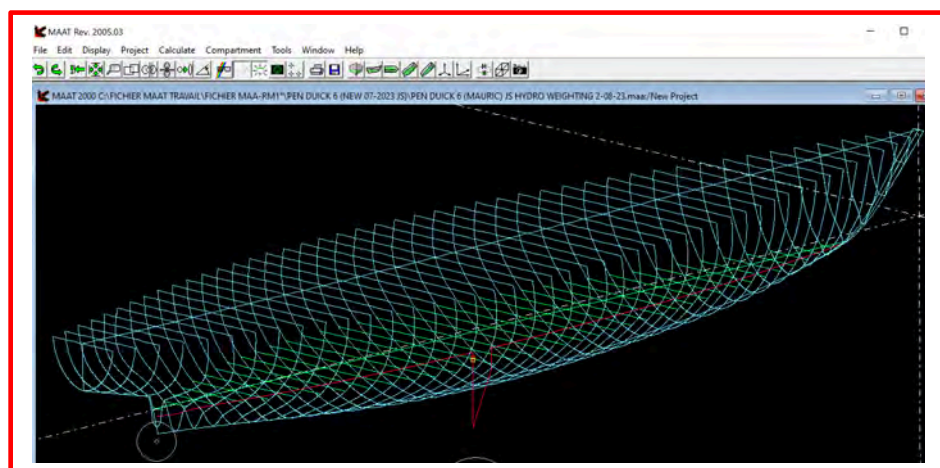 MAAT Rev. 2005.03
File Edit Display Project Calculate Compartment Tools Window Help
MAAT 2000 C:\FICHIER MAAT TRAVAIL\FICHIER MAA-RM1"\PEN DUICK 6 (NEW 07-2023 JS)\PEN DUICK 6 (MAURIC) JS HYDRO WEIGHTING 2-08-23.maa:/New Project